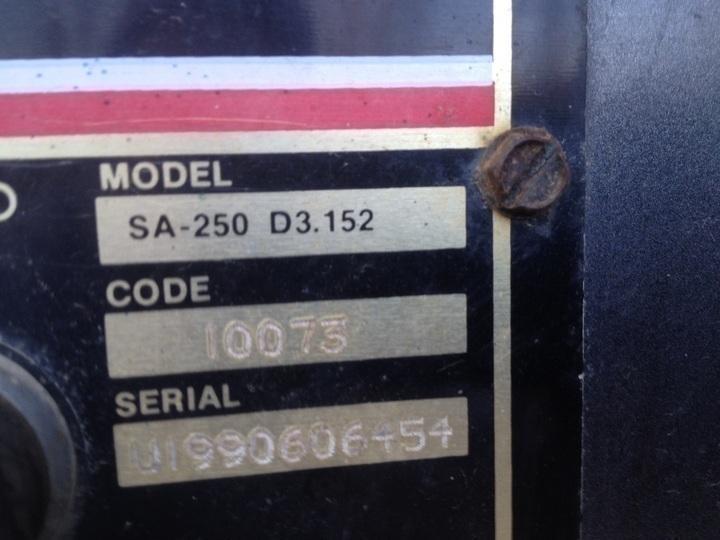 MODEL
SA-250 D3.152
CODE
10073
SERIAL
U1990606454